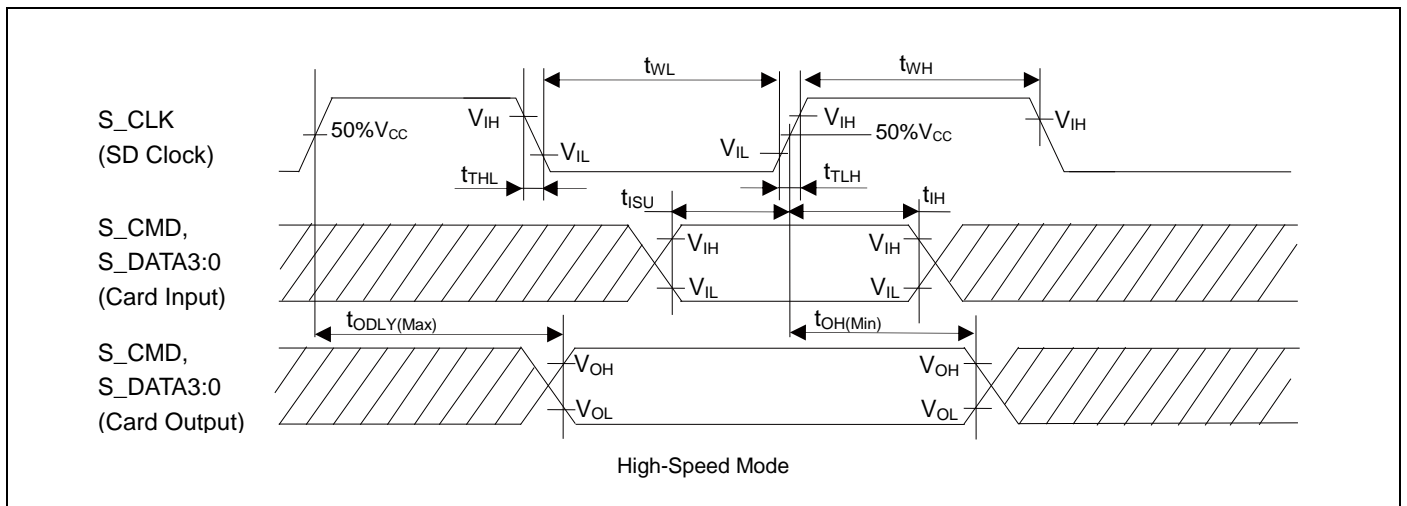 tWL
tWH
S_CLK
(SD Clock)
50%VCC
VIH
VIL
VIL
VIH
50%VCC
VIH
tTHL
tTLH
tISU
tIH
S_CMD,
S_DATA3:0
(Card Input)
VIH
VIL
VIH
VIL
tODLY(Max)
tOH(Min)
S_CMD,
S_DATA3:0
(Card Output)
VOH
VOL
VOH
VOL
High-Speed Mode